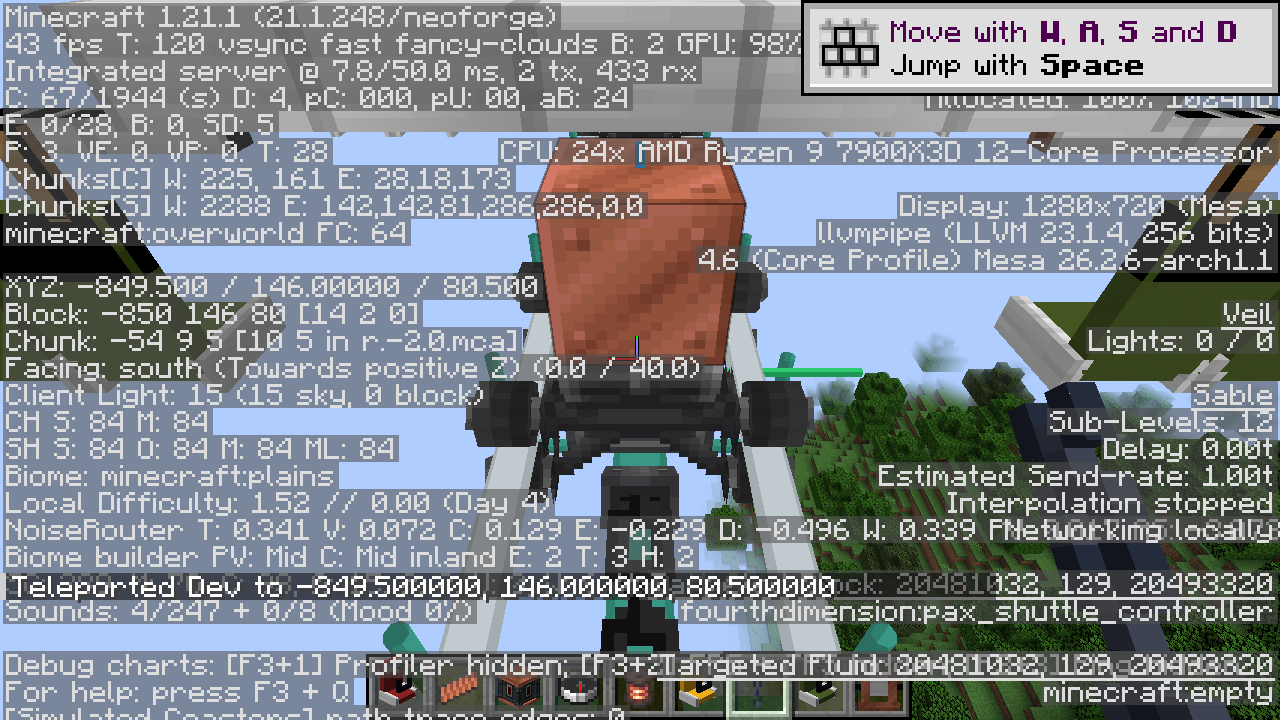 Minecraft 1.21.1 (21.1.248/neoforge)
43 fps T: 120 vsync fast fancy-clouds B: 2 GPU: 98%
Integrated server @ 7.8/50.0 ms, 2 tx, 433 rx
C: 67/1944 (s) D: 4, pC: 000, pU: 00, aB: 24
E: 0/28, B: 0, SD: 5
VE: 0, VP: 0, T: 28
Chunks[C] W: 225, 161 E: 28,18,173
Chunks[S] W: 2288 E: 142,142,81,286,286,0,0
minecraft:overworld FC: 64
XYZ: -849.500 / 146.00000 / 80.500
Block: -850 146 80 [14 2 0]
Chunk: -54 9 5 [10 5 in r.-2.0.mca]
Facing: south (Towards positive Z) (0.0 / 40.0)
Client Light: 15 (15 sky, 0 block)
CH S: 84 M: 84
SH S: 84 O: 84 M: 84 ML: 84
Biome: minecraft:plains
Local Difficulty: 1.52 // 0.00 (Day 4)
NoiseRouter T: 0.341 V: 0.072 C: 0.129 E: -0.229 D: -0.496 W: 0.339
Biome builder PV: Mid C: Mid inland E: 2 T: 3 H: 2
Teleported Dev to -849.500000, 146.000000, 80.500000
Sounds: 4/247 + 0/8 (Mood 0%)
Debug charts: [F3+1] Profiler hidden: [F3+2
For help: press F3 + Q
[Simulated Coasters] path trace edges: 0
Move with W, A, S and D
Jump with Space
Allocated: 100% 1024MB
CPU: 24x AMD Ryzen 9 7900X3D 12-Core Processor
Display: 1280x720 (Mesa)
llvmpipe (LLVM 23.1.4, 256 bits)
4.6 (Core Profile) Mesa 26.2.6-arch1.1
Veil
Lights: 0 / 0
Sable
Sub-Levels: 12
Delay: 0.00t
Estimated Send-rate: 1.00t
Interpolation stopped
Networking locally
20481032, 129, 20493320
fourthdimension:pax_shuttle_controller
Targeted Fluid: 20481032, 129, 20493320
minecraft:empty